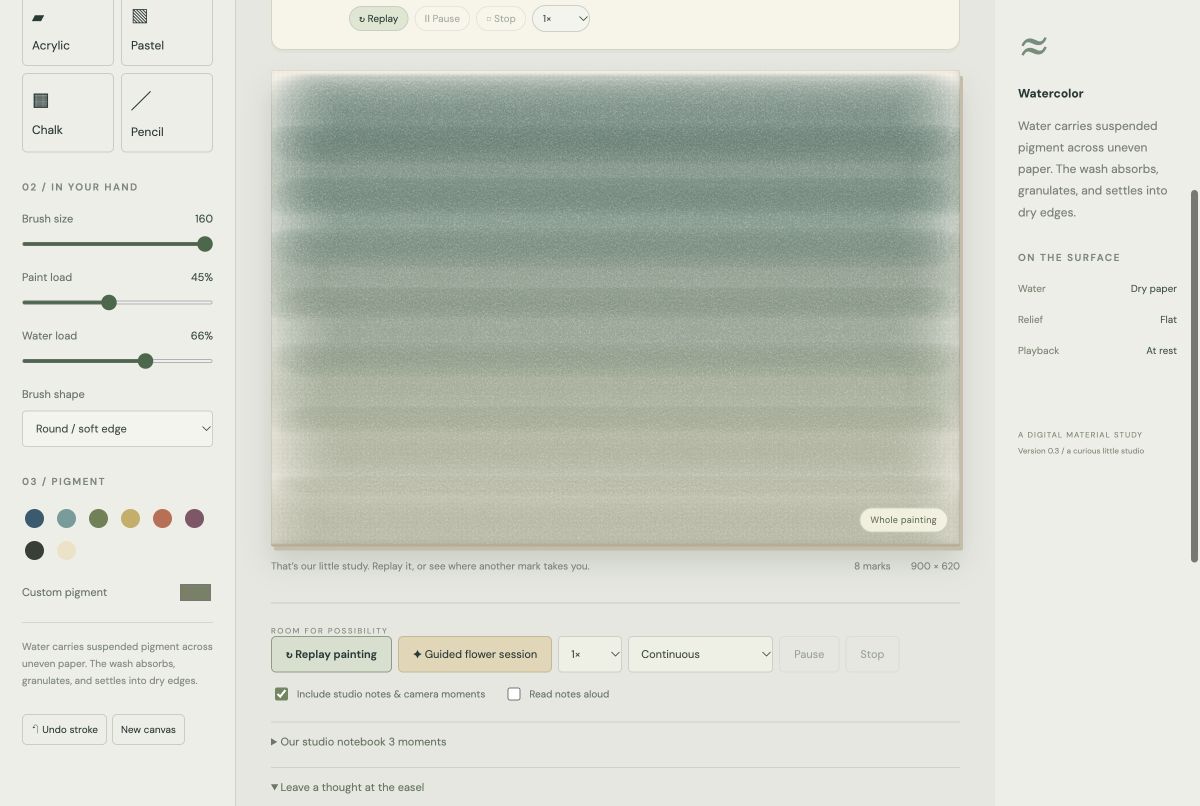 Acrylic
Pastel
Chalk
Pencil
02 / IN YOUR HAND
Brush size 160
Paint load 45%
Water load 66%
Brush shape
Round / soft edge
03 / PIGMENT
Custom pigment
Water carries suspended pigment across
uneven paper. The wash absorbs,
granulates, and settles into dry edges.
Undo stroke
New canvas
↻ Replay
II Pause
Stop
1×
Whole painting
That's our little study. Replay it, or see where another mark takes you.
8 marks 900 × 620
ROOM FOR POSSIBILITY
↻ Replay painting
✦ Guided flower session
1×
Continuous
Pause
Stop
Include studio notes & camera moments
Read notes aloud
Our studio notebook 3 moments
Leave a thought at the easel
Watercolor
Water carries suspended
pigment across uneven
paper. The wash absorbs,
granulates, and settles into
dry edges.
ON THE SURFACE
Water Dry paper
Relief Flat
Playback At rest
A DIGITAL MATERIAL STUDY
Version 0.3 / a curious little studio